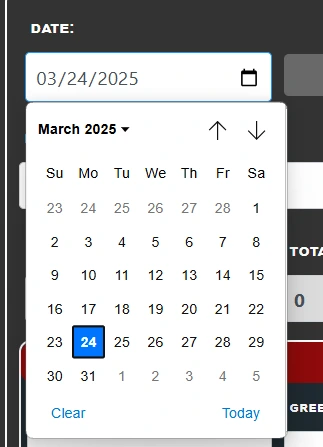 DATE:
03/24/2025
March 2025
Su Mo Tu We Th Fr Sa
23 24 25 26 27 28 1
2 3 4 5 6 7 8
9 10 11 12 13 14 15
16 17 18 19 20 21 22
23 24 25 26 27 28 29
30 31 1 2 3 4 5
Clear Today
TOTA
0
GREE